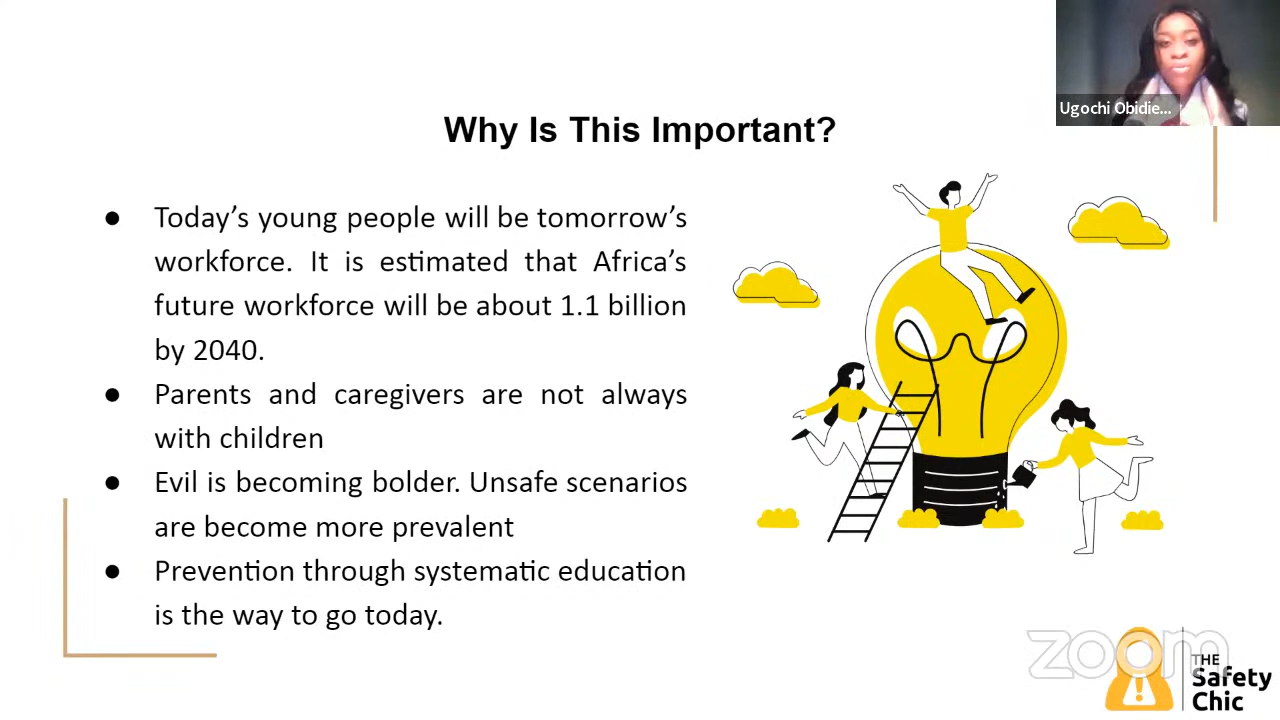 Ugochi Obidie...
Why Is This Important?
● Today’s young people will be tomorrow’s
workforce. It is estimated that Africa’s
future workforce will be about 1.1 billion
by 2040.
● Parents and caregivers are not always
with children
● Evil is becoming bolder. Unsafe scenarios
are become more prevalent
● Prevention through systematic education
is the way to go today.
zoom
THE
Safety
Chic